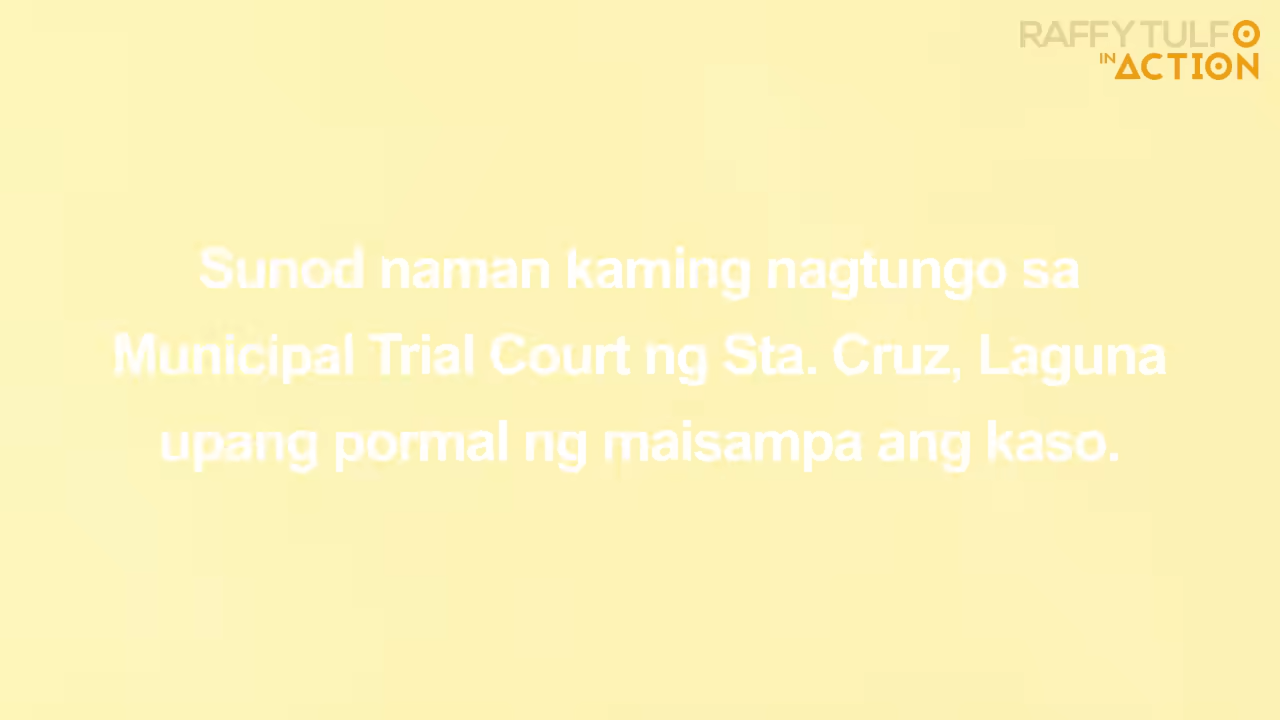 RAFFY TULFO
IN ACTION
Sunod naman kaming nagtungo sa
Municipal Trial Court ng Sta. Cruz, Laguna
upang pormal ng maisampa ang kaso.